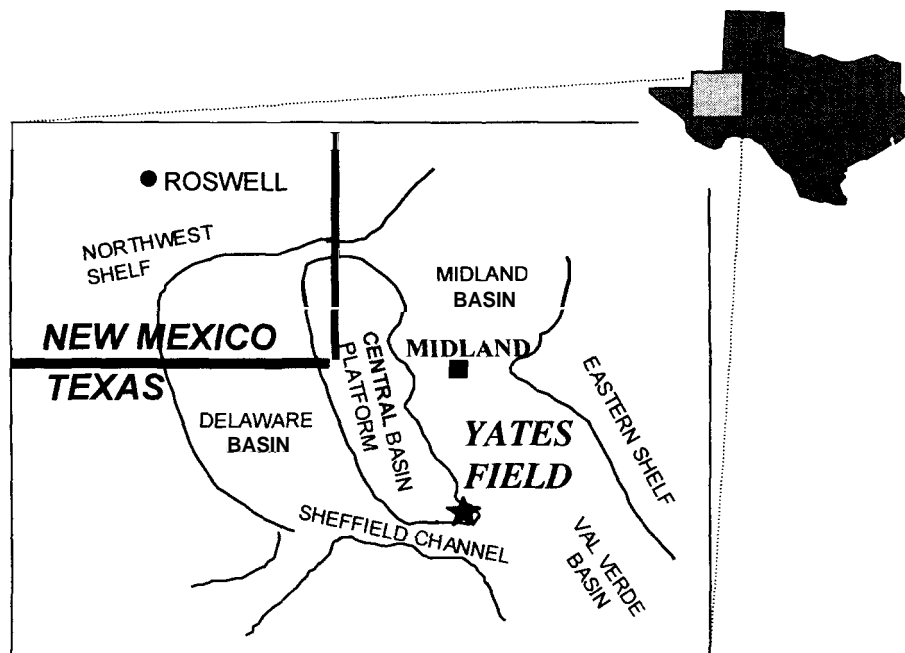 ROSWELL
NORTHWEST
SHELF
MIDLAND
BASIN
NEW MEXICO
TEXAS
CENTRAL BASIN
PLATFORM
MIDLAND
EASTERN SHELF
DELAWARE
BASIN
YATES
FIELD
SHEFFIELD CHANNEL
VAL VERDE
BASIN